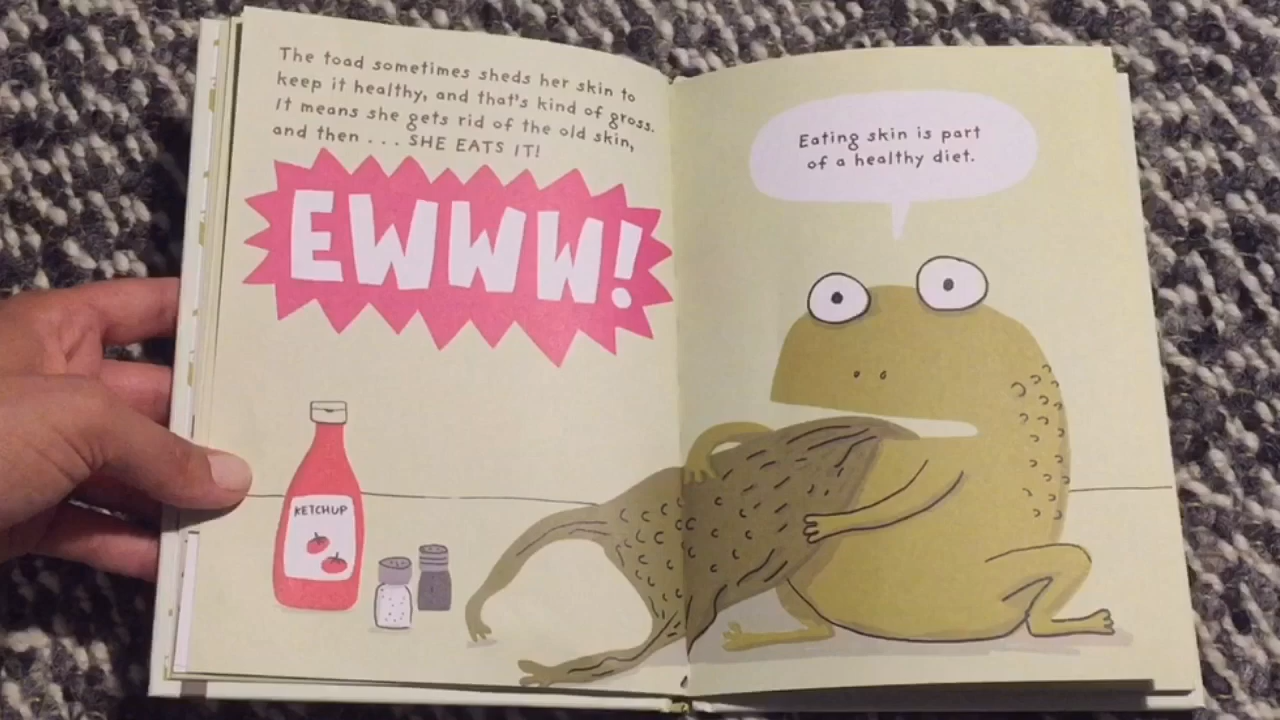 The toad sometimes sheds her skin to
keep it healthy, and that's kind of gross.
It means she gets rid of the old skin,
and then . . . SHE EATS IT!
EWWW!
KETCHUP
Eating skin is part
of a healthy diet.